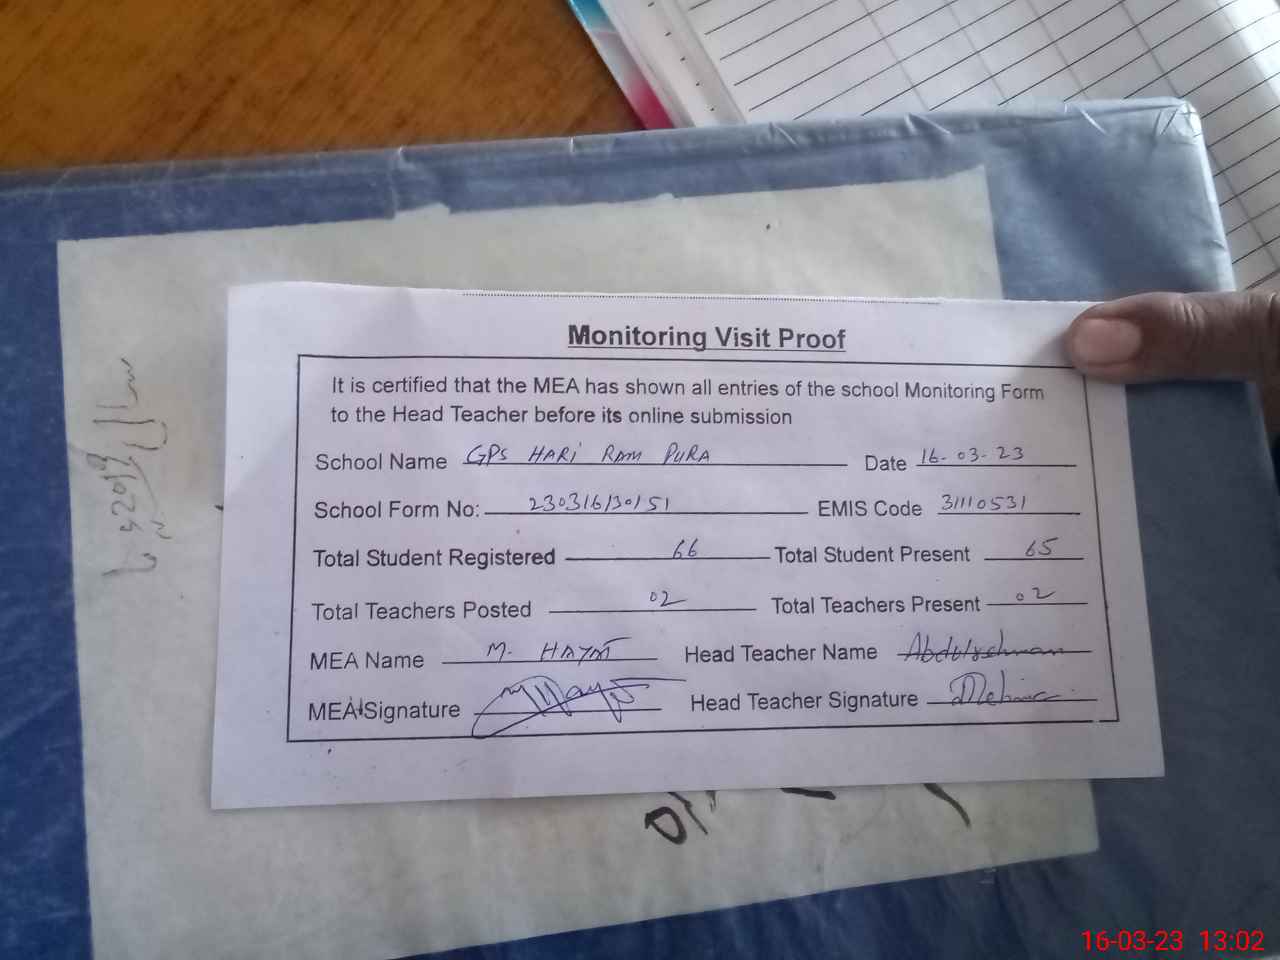 Monitoring Visit Proof
It is certified that the MEA has shown all entries of the school Monitoring Form
to the Head Teacher before its online submission
School Name GPS HARI RAM PURA Date 16-03-23
School Form No: 230316130151 EMIS Code 31110531
Total Student Registered 66 Total Student Present 65
Total Teachers Posted 02 Total Teachers Present 02
MEA Name M. HAYAT Head Teacher Name Abdulrehman
MEA Signature Head Teacher Signature
16-03-23 13:02